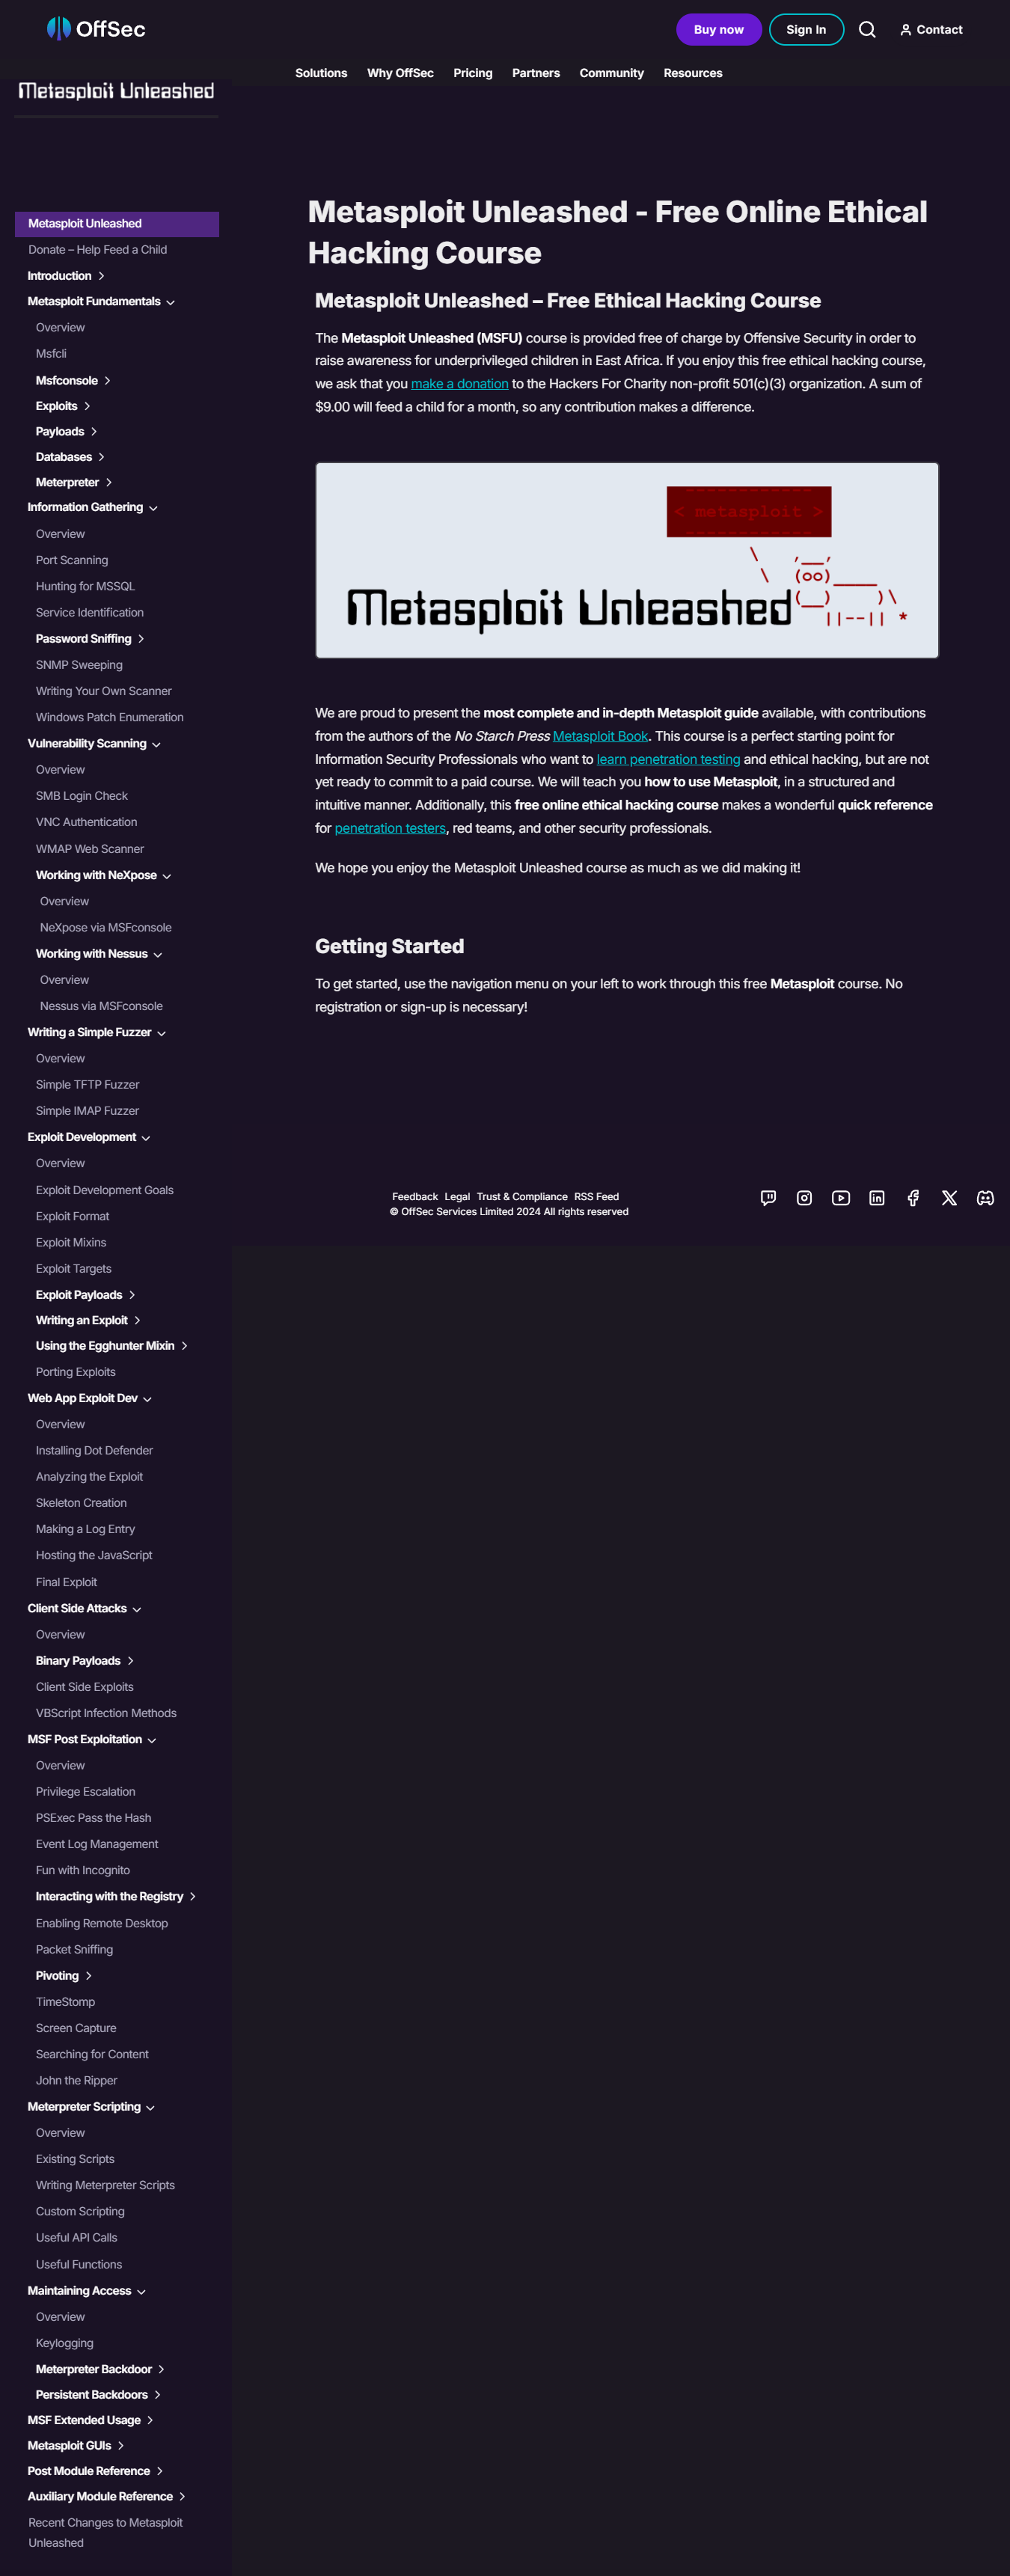 OffSec
Buy now
Sign In
Contact
Solutions Why OffSec Pricing Partners Community Resources
Metasploit Unleashed
Metasploit Unleashed
Donate – Help Feed a Child
Introduction
Metasploit Fundamentals
Overview
Msfcli
Msfconsole
Exploits
Payloads
Databases
Meterpreter
Information Gathering
Overview
Port Scanning
Hunting for MSSQL
Service Identification
Password Sniffing
SNMP Sweeping
Writing Your Own Scanner
Windows Patch Enumeration
Vulnerability Scanning
Overview
SMB Login Check
VNC Authentication
WMAP Web Scanner
Working with NeXpose
Overview
NeXpose via MSFconsole
Working with Nessus
Overview
Nessus via MSFconsole
Writing a Simple Fuzzer
Overview
Simple TFTP Fuzzer
Simple IMAP Fuzzer
Exploit Development
Overview
Exploit Development Goals
Exploit Format
Exploit Mixins
Exploit Targets
Exploit Payloads
Writing an Exploit
Using the Egghunter Mixin
Porting Exploits
Web App Exploit Dev
Overview
Installing Dot Defender
Analyzing the Exploit
Skeleton Creation
Making a Log Entry
Hosting the JavaScript
Final Exploit
Client Side Attacks
Overview
Binary Payloads
Client Side Exploits
VBScript Infection Methods
MSF Post Exploitation
Overview
Privilege Escalation
PSExec Pass the Hash
Event Log Management
Fun with Incognito
Interacting with the Registry
Enabling Remote Desktop
Packet Sniffing
Pivoting
TimeStomp
Screen Capture
Searching for Content
John the Ripper
Meterpreter Scripting
Overview
Existing Scripts
Writing Meterpreter Scripts
Custom Scripting
Useful API Calls
Useful Functions
Maintaining Access
Overview
Keylogging
Meterpreter Backdoor
Persistent Backdoors
MSF Extended Usage
Metasploit GUIs
Post Module Reference
Auxiliary Module Reference
Recent Changes to Metasploit
Unleashed
Metasploit Unleashed - Free Online Ethical
Hacking Course
Metasploit Unleashed – Free Ethical Hacking Course
The Metasploit Unleashed (MSFU) course is provided free of charge by Offensive Security in order to
raise awareness for underprivileged children in East Africa. If you enjoy this free ethical hacking course,
we ask that you make a donation to the Hackers For Charity non-profit 501(c)(3) organization. A sum of
$9.00 will feed a child for a month, so any contribution makes a difference.
< metasploit >
Metasploit Unleashed
We are proud to present the most complete and in-depth Metasploit guide available, with contributions
from the authors of the No Starch Press Metasploit Book. This course is a perfect starting point for
Information Security Professionals who want to learn penetration testing and ethical hacking, but are not
yet ready to commit to a paid course. We will teach you how to use Metasploit, in a structured and
intuitive manner. Additionally, this free online ethical hacking course makes a wonderful quick reference
for penetration testers, red teams, and other security professionals.
We hope you enjoy the Metasploit Unleashed course as much as we did making it!
Getting Started
To get started, use the navigation menu on your left to work through this free Metasploit course. No
registration or sign-up is necessary!
Feedback Legal Trust & Compliance RSS Feed
© OffSec Services Limited 2024 All rights reserved